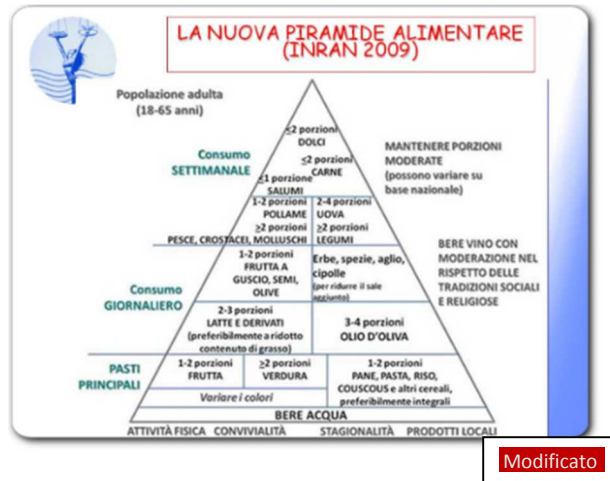 LA NUOVA PIRAMIDE ALIMENTARE
(INRAN 2009)
Popolazione adulta
(18-65 anni)
≤2 porzioni
DOLCI
Consumo
SETTIMANALE
≤2 porzioni
CARNE
≤1 porzione
SALUMI
MANTENERE PORZIONI
MODERATE
(possono variare su
base nazionale)
1-2 porzioni
POLLAME
≥2 porzioni
PESCE, CROSTACEI, MOLLUSCHI
2-4 porzioni
UOVA
≥2 porzioni
LEGUMI
BERE VINO CON
MODERAZIONE NEL
RISPETTO DELLE
TRADIZIONI SOCIALI
E RELIGIOSE
Consumo
GIORNALIERO
1-2 porzioni
FRUTTA A
GUSCIO, SEMI,
OLIVE
Erbe, spezie, aglio,
cipolle
(per ridurre il sale
aggiunto)
2-3 porzioni
LATTE E DERIVATI
(preferibilmente a ridotto
contenuto di grasso)
3-4 porzioni
OLIO D'OLIVA
PASTI
PRINCIPALI
1-2 porzioni
FRUTTA
≥2 porzioni
VERDURA
Variare i colori
1-2 porzioni
PANE, PASTA, RISO,
COUSCOUS e altri cereali,
preferibilmente integrali
BERE ACQUA
ATTIVITÀ FISICA CONVIVIALITÀ STAGIONALITÀ PRODOTTI LOCALI
Modificato